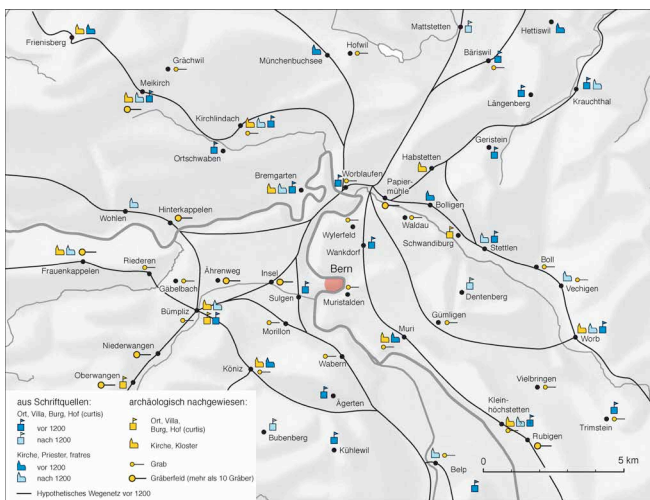 Mattstetten
Hettiswil
Frienisberg
Hofwil
Bäriswil
Münchenbuchsee
Grächwil
Meikirch
Krauchthal
Längenberg
Kirchlindach
Geristein
Ortschwaben
Habstetten
Bremgarten
Worblaufen
Papier-
mühle
Bolligen
Hinterkappelen
Wohlen
Waldau
Wylerfeld
Schwandiburg
Stettlen
Wankdorf
Boll
Riederen
Bern
Frauenkappelen
Ährenweg
Insel
Gäbelbach
Vechigen
Dentenberg
Sulgen
Muristalden
Bümpliz
Gümligen
Morillon
Muri
Worb
Niederwangen
Wabern
Köniz
Oberwangen
Vielbringen
Ägerten
Klein-
höchstetten
Trimstein
Bubenberg
Rubigen
Kühlewil
Belp
0 5 km
aus Schriftquellen:
Ort, Villa, Burg, Hof (curtis)
vor 1200
nach 1200
Kirche, Priester, fratres
vor 1200
nach 1200
Hypothetisches Wegenetz vor 1200
archäologisch nachgewiesen:
Ort, Villa,
Burg, Hof (curtis)
Kirche, Kloster
Grab
Gräberfeld (mehr als 10 Gräber)